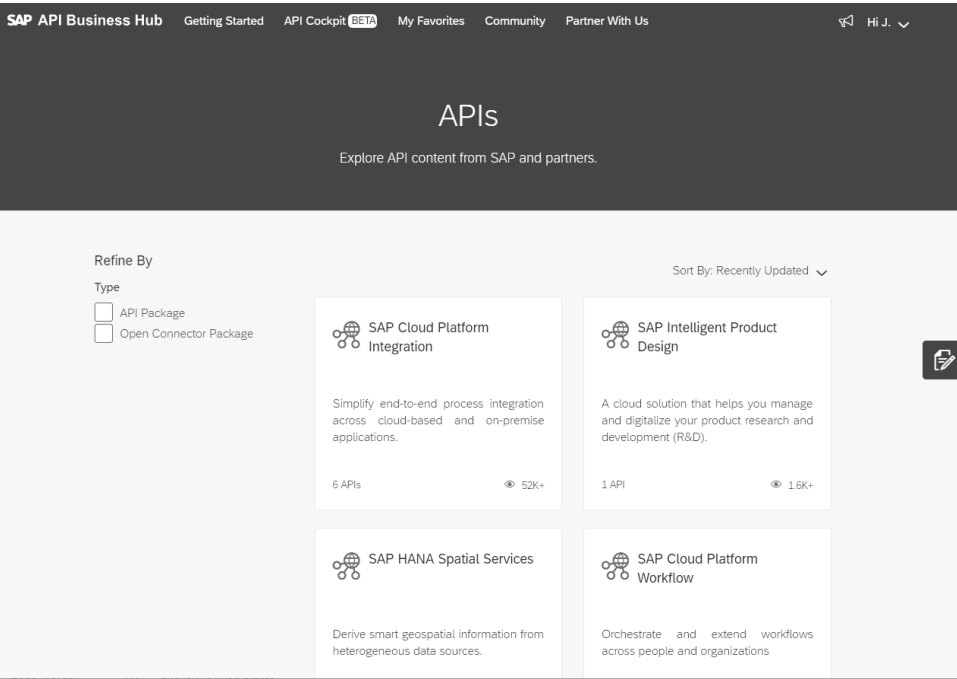 SAP API Business Hub Getting Started API Cockpit BETA My Favorites Community Partner With Us Hi J.
APIs
Explore API content from SAP and partners.
Refine By
Sort By: Recently Updated
Type
API Package
Open Connector Package
SAP Cloud Platform
Integration
Simplify end-to-end process integration
across cloud-based and on-premise
applications.
6 APIs 52K+
SAP Intelligent Product
Design
A cloud solution that helps you manage
and digitalize your product research and
development (R&D).
1 API 1.6K+
SAP HANA Spatial Services
Derive smart geospatial information from
heterogeneous data sources.
SAP Cloud Platform
Workflow
Orchestrate and extend workflows
across people and organizations